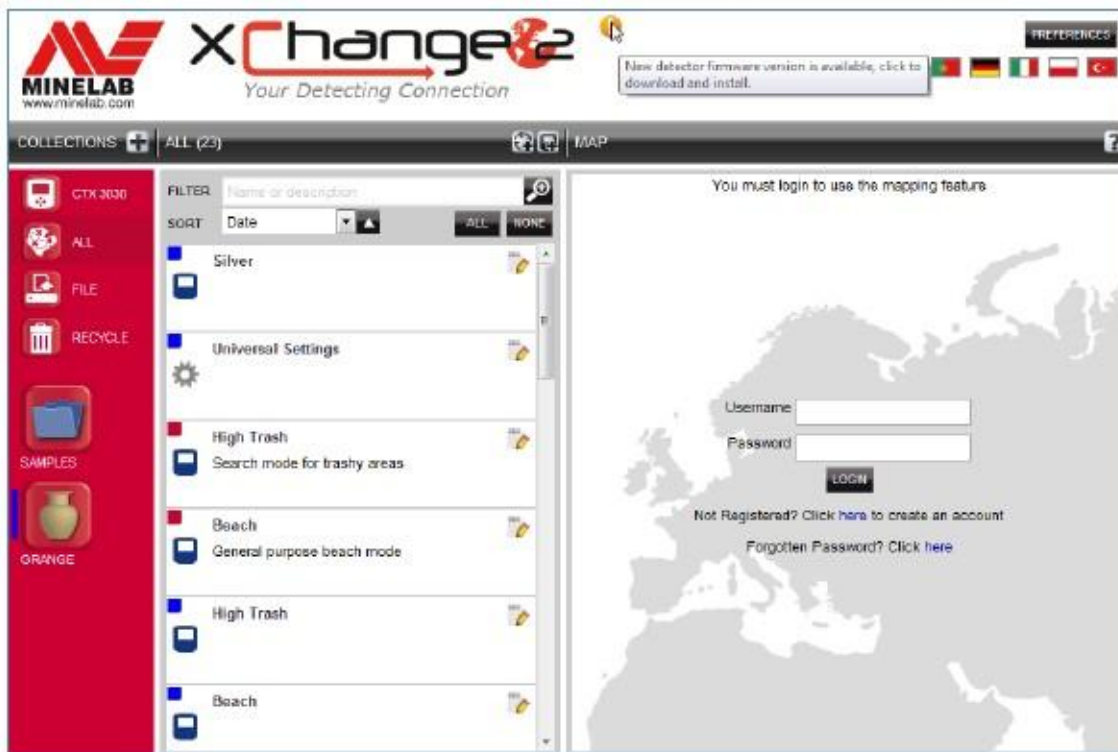 MINELAB
www.minelab.com
XChange 2
Your Detecting Connection
PREFERENCES
New detector firmware version is available, click to
download and install.
COLLECTIONS
ALL (23)
MAP
?
CTX 3030
ALL
FILE
RECYCLE
SAMPLES
GRANGE
FILTER Name or description
SORT Date ALL NONE
Silver
Universal Settings
High Trash
Search mode for trashy areas
Beach
General purpose beach mode
High Trash
Beach
You must login to use the mapping feature
Username
Password
LOGIN
Not Registered? Click here to create an account
Forgotten Password? Click here